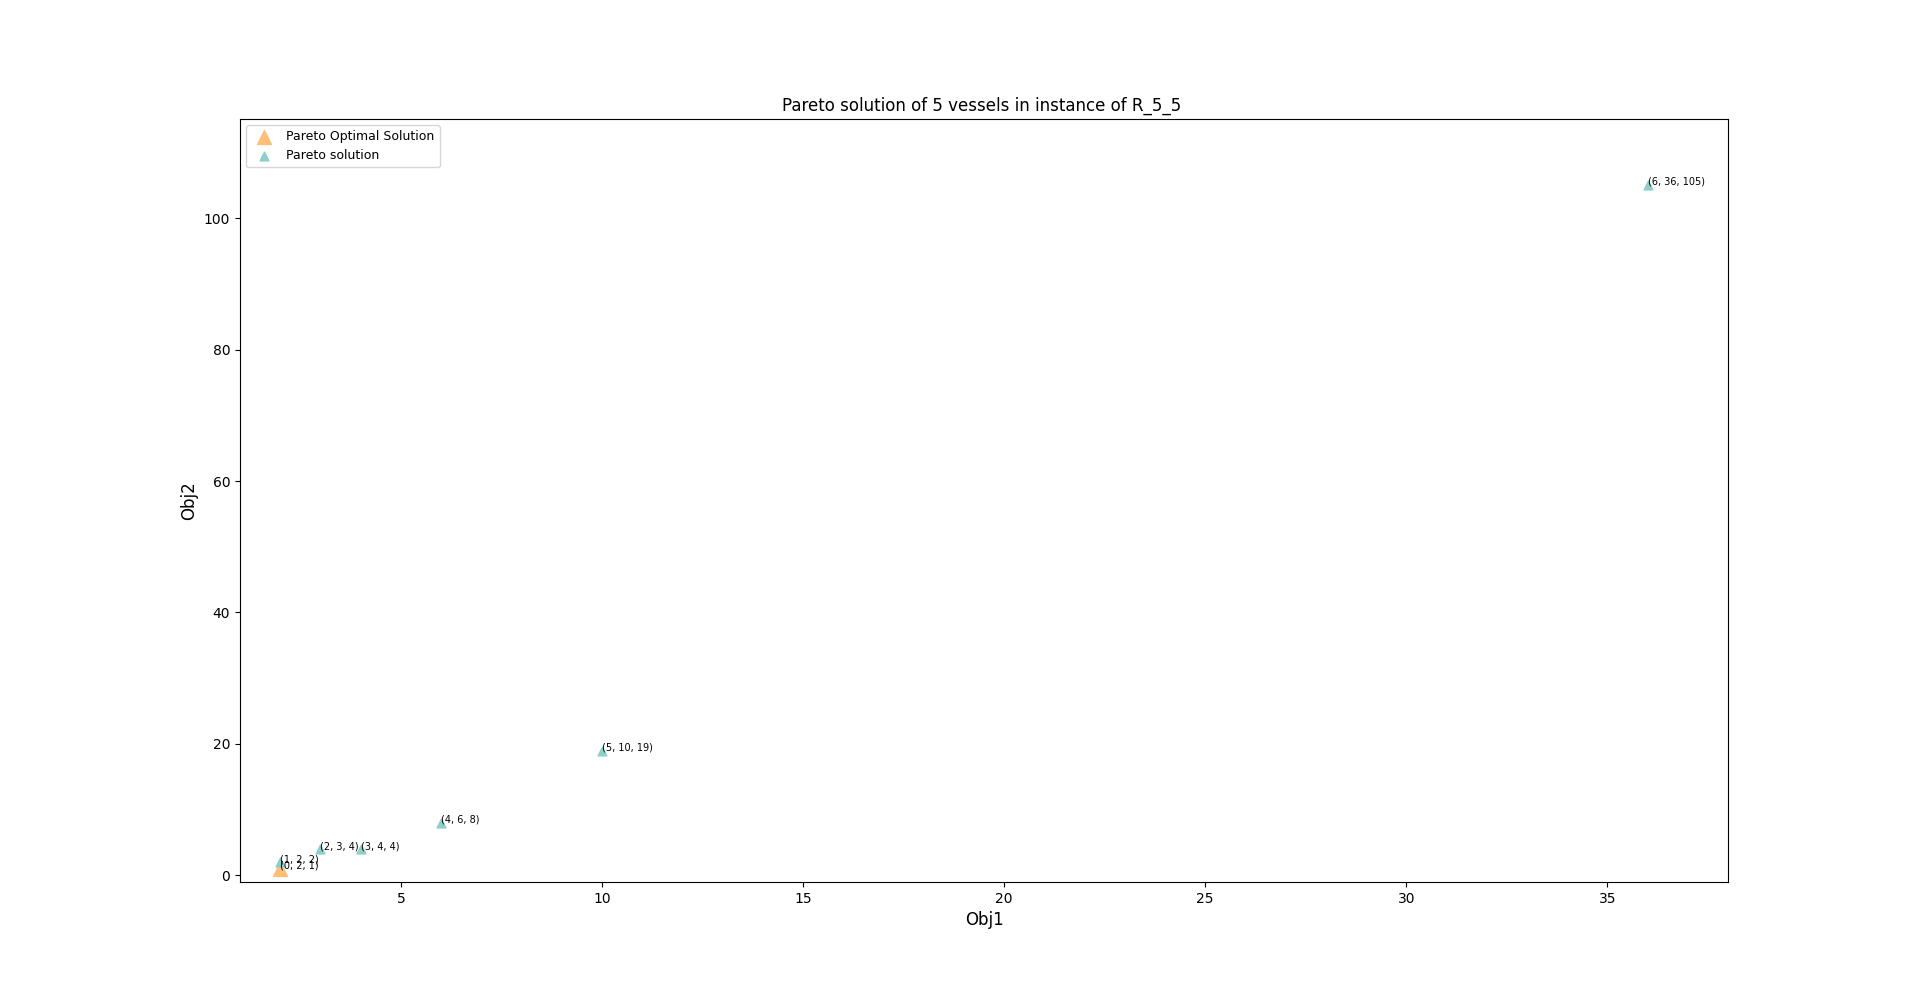 Pareto solution of 5 vessels in instance of R_5_5
Pareto Optimal Solution
Pareto solution
(6, 36, 105)
100
80
60
Obj2
40
20
(5, 10, 19)
(4, 6, 8)
(2, 3, 4) (3, 4, 4)
(1, 2, 2)
(0, 2, 1)
0
5 10 15 20 25 30 35
Obj1